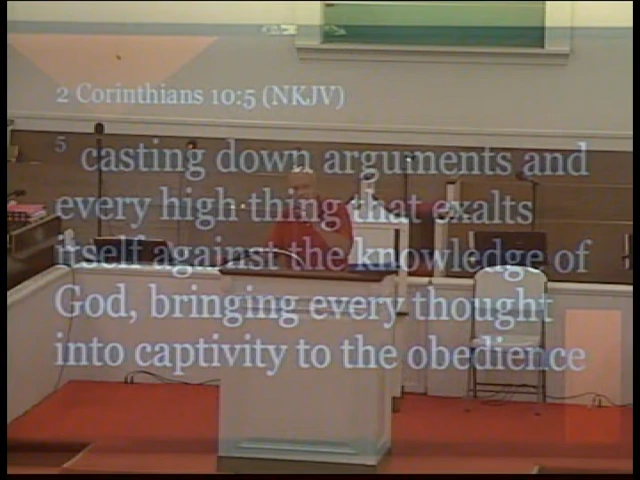 2 Corinthians 10:5 (NKJV)
5 casting down arguments and
every high thing that exalts
itself against the knowledge of
God, bringing every thought
into captivity to the obedience